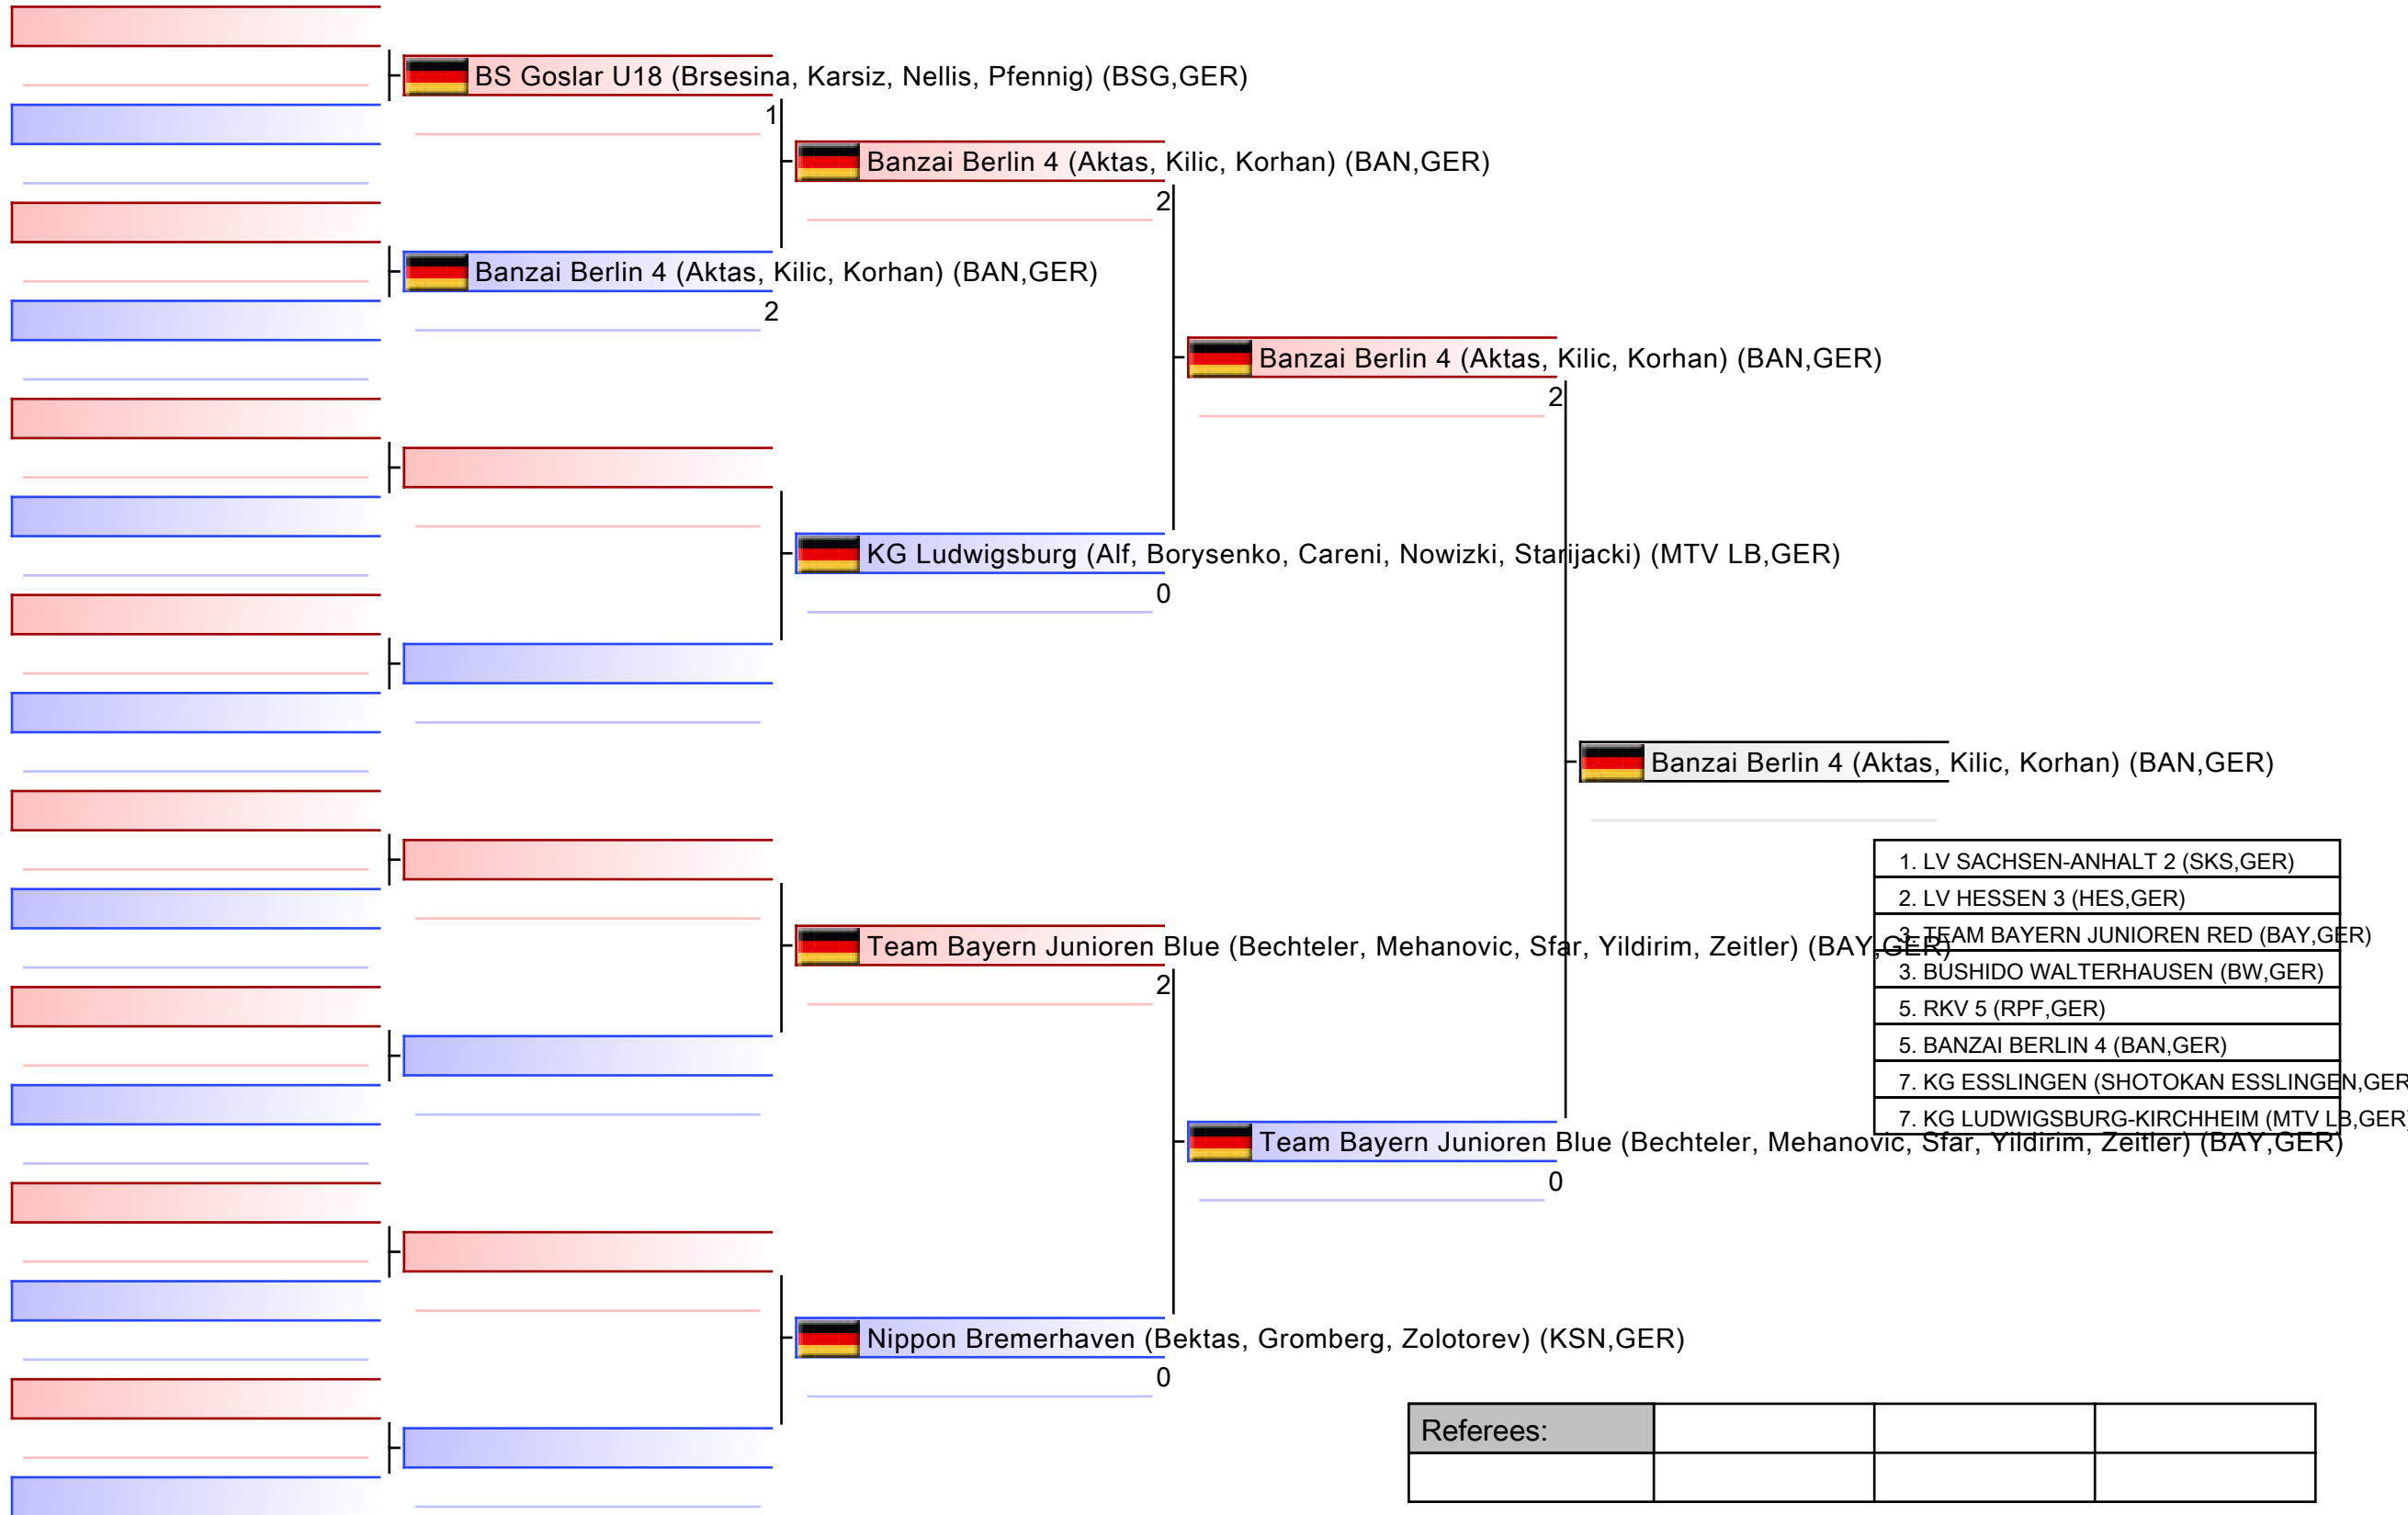 BS Goslar U18 (Brsesina, Karsiz, Nellis, Pfennig) (BSG,GER)
1
Banzai Berlin 4 (Aktas, Kilic, Korhan) (BAN,GER)
2
Banzai Berlin 4 (Aktas, Kilic, Korhan) (BAN,GER)
2
Banzai Berlin 4 (Aktas, Kilic, Korhan) (BAN,GER)
2
KG Ludwigsburg (Alf, Borysenko, Careni, Nowizki, Starijacki) (MTV LB,GER)
0
Banzai Berlin 4 (Aktas, Kilic, Korhan) (BAN,GER)
1. LV SACHSEN-ANHALT 2 (SKS,GER)
2. LV HESSEN 3 (HES,GER)
3. TEAM BAYERN JUNIOREN RED (BAY,GER)
Team Bayern Junioren Blue (Bechteler, Mehanovic, Sfar, Yildirim, Zeitler) (BAY,GER)
2
3. BUSHIDO WALTERHAUSEN (BW,GER)
5. RKV 5 (RPF,GER)
5. BANZAI BERLIN 4 (BAN,GER)
7. KG ESSLINGEN (SHOTOKAN ESSLINGEN,GER
7. KG LUDWIGSBURG-KIRCHHEIM (MTV LB,GER)
Team Bayern Junioren Blue (Bechteler, Mehanovic, Sfar, Yildirim, Zeitler) (BAY,GER)
0
Nippon Bremerhaven (Bektas, Gromberg, Zolotorev) (KSN,GER)
0
Referees: